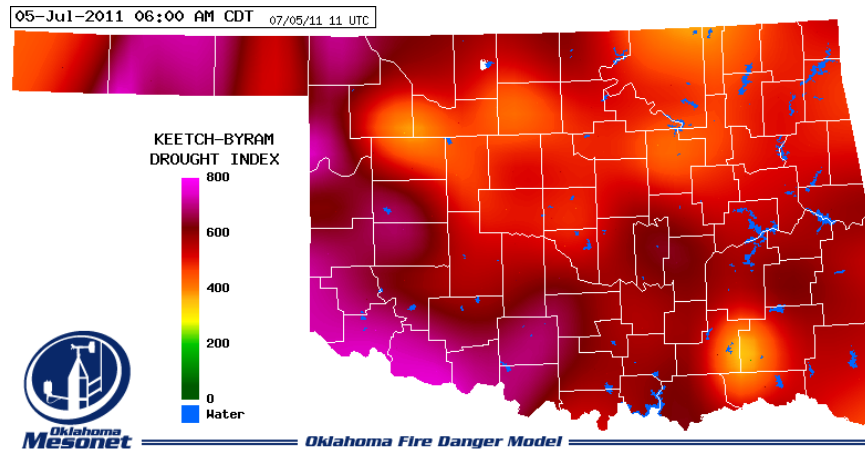 05-Jul-2011 06:00 AM CDT 07/05/11 11 UTC
KEETCH-BYRAM
DROUGHT INDEX
800
600
400
200
0
Water
Oklahoma
Mesonet
Oklahoma Fire Danger Model